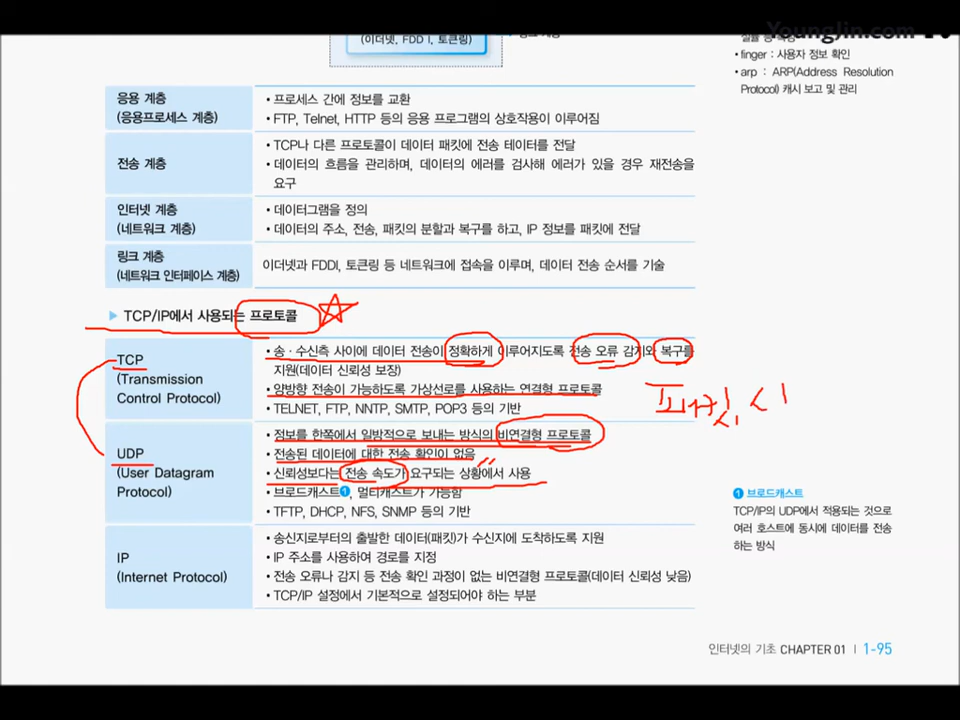 Youngjin.com
(이더넷, FDD I, 토큰링)
• finger : 사용자 정보 확인
• arp : ARP(Address Resolution
Protocol) 캐시 보고 및 관리
응용 계층
(응용프로세스 계층)
• 프로세스 간에 정보를 교환
• FTP, Telnet, HTTP 등의 응용 프로그램의 상호작용이 이루어짐
전송 계층
• TCP나 다른 프로토콜이 데이터 패킷에 전송 테이터를 전달
• 데이터의 흐름을 관리하며, 데이터의 에러를 검사해 에러가 있을 경우 재전송을
요구
인터넷 계층
(네트워크 계층)
• 데이터그램을 정의
• 데이터의 주소, 전송, 패킷의 분할과 복구를 하고, IP 정보를 패킷에 전달
링크 계층
(네트워크 인터페이스 계층)
이더넷과 FDDI, 토큰링 등 네트워크에 접속을 이루며, 데이터 전송 순서를 기술
▶ TCP/IP에서 사용되는 프로토콜
TCP
(Transmission
Control Protocol)
• 송 · 수신측 사이에 데이터 전송이 정확하게 이루어지도록 전송 오류 감지와 복구를
지원(데이터 신뢰성 보장)
• 양방향 전송이 가능하도록 가상선로를 사용하는 연결형 프로토콜
• TELNET, FTP, NNTP, SMTP, POP3 등의 기반
UDP
(User Datagram
Protocol)
• 정보를 한쪽에서 일방적으로 보내는 방식의 비연결형 프로토콜
• 전송된 데이터에 대한 전송 확인이 없음
• 신뢰성보다는 전송 속도가 요구되는 상황에서 사용
• 브로드캐스트❶, 멀티캐스트가 가능함
• TFTP, DHCP, NFS, SNMP 등의 기반
❶ 브로드캐스트
TCP/IP의 UDP에서 적용되는 것으로
여러 호스트에 동시에 데이터를 전송
하는 방식
IP
(Internet Protocol)
• 송신지로부터의 출발한 데이터(패킷)가 수신지에 도착하도록 지원
• IP 주소를 사용하여 경로를 지정
• 전송 오류나 감지 등 전송 확인 과정이 없는 비연결형 프로토콜(데이터 신뢰성 낮음)
• TCP/IP 설정에서 기본적으로 설정되어야 하는 부분
인터넷의 기초 CHAPTER 01 | 1-95